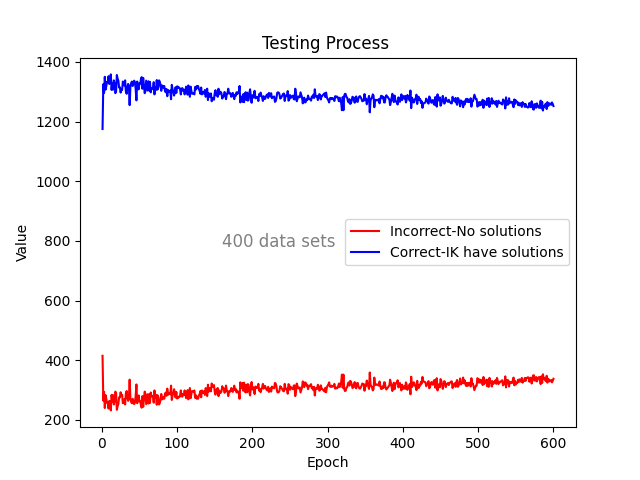 Testing Process
1400
1200
1000
800
600
400
200
Value
400 data sets
Incorrect-No solutions
Correct-IK have solutions
0 100 200 300 400 500 600
Epoch